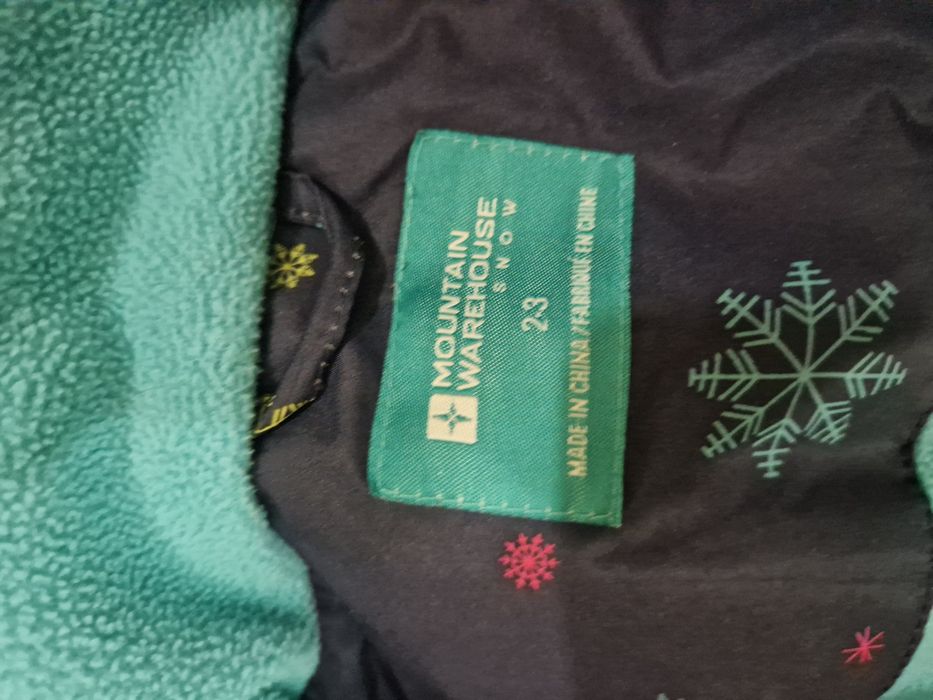 MOUNTAIN
WAREHOUSE
SNOW
2-3
MADE IN CHINA/FABRIQUÉ EN CHINE